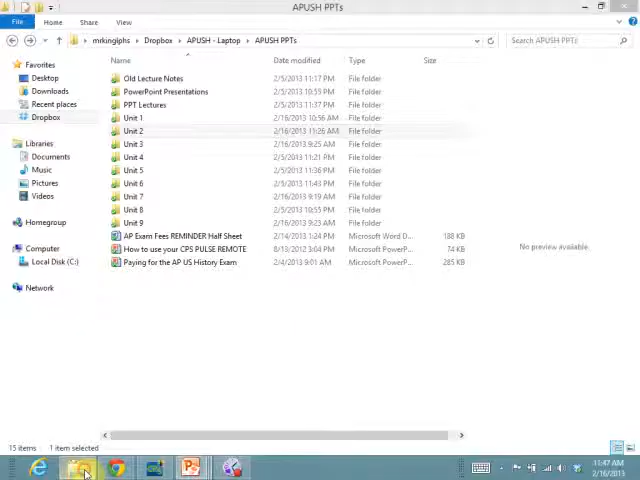 APUSH PPTs
File Home Share View
mrkingiphs Dropbox APUSH - Laptop APUSH PPTs Search APUSH PPTs
Name Date modified Type Size
Favorites
Desktop
Downloads
Recent places
Dropbox
Libraries
Documents
Music
Pictures
Videos
Homegroup
Computer
Local Disk (C:)
Network
Old Lecture Notes 2/5/2013 11:17 PM File folder
PowerPoint Presentations 2/5/2013 10:59 PM File folder
PPT Lectures 2/5/2013 11:37 PM File folder
Unit 1 2/16/2013 10:56 AM File folder
Unit 2 2/16/2013 11:26 AM File folder
Unit 3 2/16/2013 9:25 AM File folder
Unit 4 2/5/2013 11:21 PM File folder
Unit 5 2/5/2013 11:36 PM File folder
Unit 6 2/5/2013 11:43 PM File folder
Unit 7 2/16/2013 9:19 AM File folder
Unit 8 2/5/2013 10:55 PM File folder
Unit 9 2/16/2013 9:23 AM File folder
AP Exam Fees REMINDER Half Sheet 2/14/2013 1:24 PM Microsoft Word D... 188 KB
How to use your CPS PULSE REMOTE 8/13/2012 3:04 PM Microsoft PowerP... 74 KB
Paying for the AP US History Exam 2/4/2013 9:01 AM Microsoft PowerP... 285 KB
No preview available.
15 items 1 item selected
11:47 AM
2/16/2013